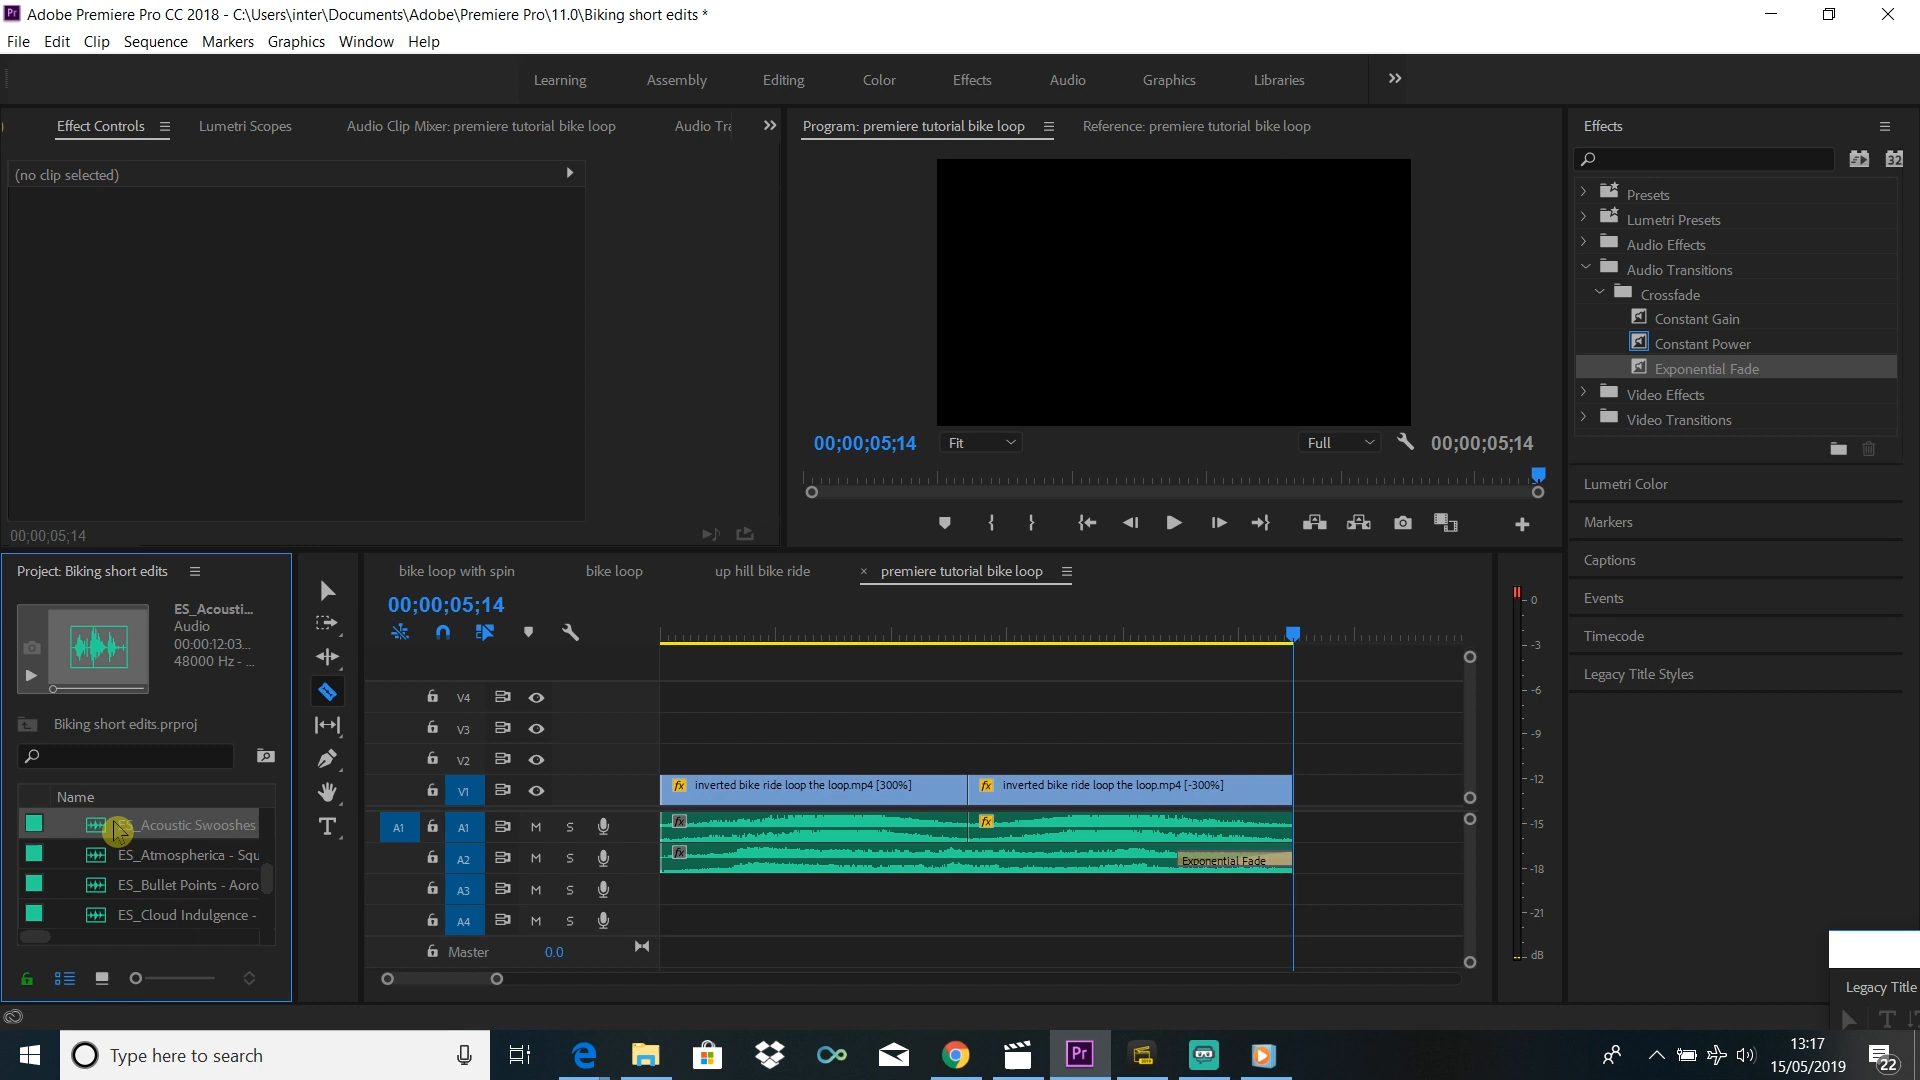 Adobe Premiere Pro CC 2018 - C:\Users\inter\Documents\Adobe\Premiere Pro\11.0\Biking short edits *
File Edit Clip Sequence Markers Graphics Window Help
Learning Assembly Editing Color Effects Audio Graphics Libraries
Effect Controls Lumetri Scopes Audio Clip Mixer: premiere tutorial bike loop Audio Tra
(no clip selected)
00;00;05;14
Program: premiere tutorial bike loop Reference: premiere tutorial bike loop
00;00;05;14 Fit Full 00;00;05;14
Effects
Presets
Lumetri Presets
Audio Effects
Audio Transitions
Crossfade
Constant Gain
Constant Power
Exponential Fade
Video Effects
Video Transitions
Lumetri Color
Markers
Captions
Events
Timecode
Legacy Title Styles
Project: Biking short edits
ES_Acousti...
Audio
00:00:12:03...
48000 Hz - ...
Biking short edits.prproj
Name
ES_Acoustic Swooshes
ES_Atmospherica - Squ
ES_Bullet Points - Aoro
ES_Cloud Indulgence -
bike loop with spin bike loop up hill bike ride × premiere tutorial bike loop
00;00;05;14
V4
V3
V2
V1 fx inverted bike ride loop the loop.mp4 [300%] fx inverted bike ride loop the loop.mp4 [-300%]
A1 A1 M S fx fx
A2 M S fx Exponential Fade
A3 M S
A4 M S
Master 0.0
0
-3
-6
-9
-12
-15
-18
-21
dB
Legacy Title
T
Type here to search
Pr
13:17
15/05/2019
22